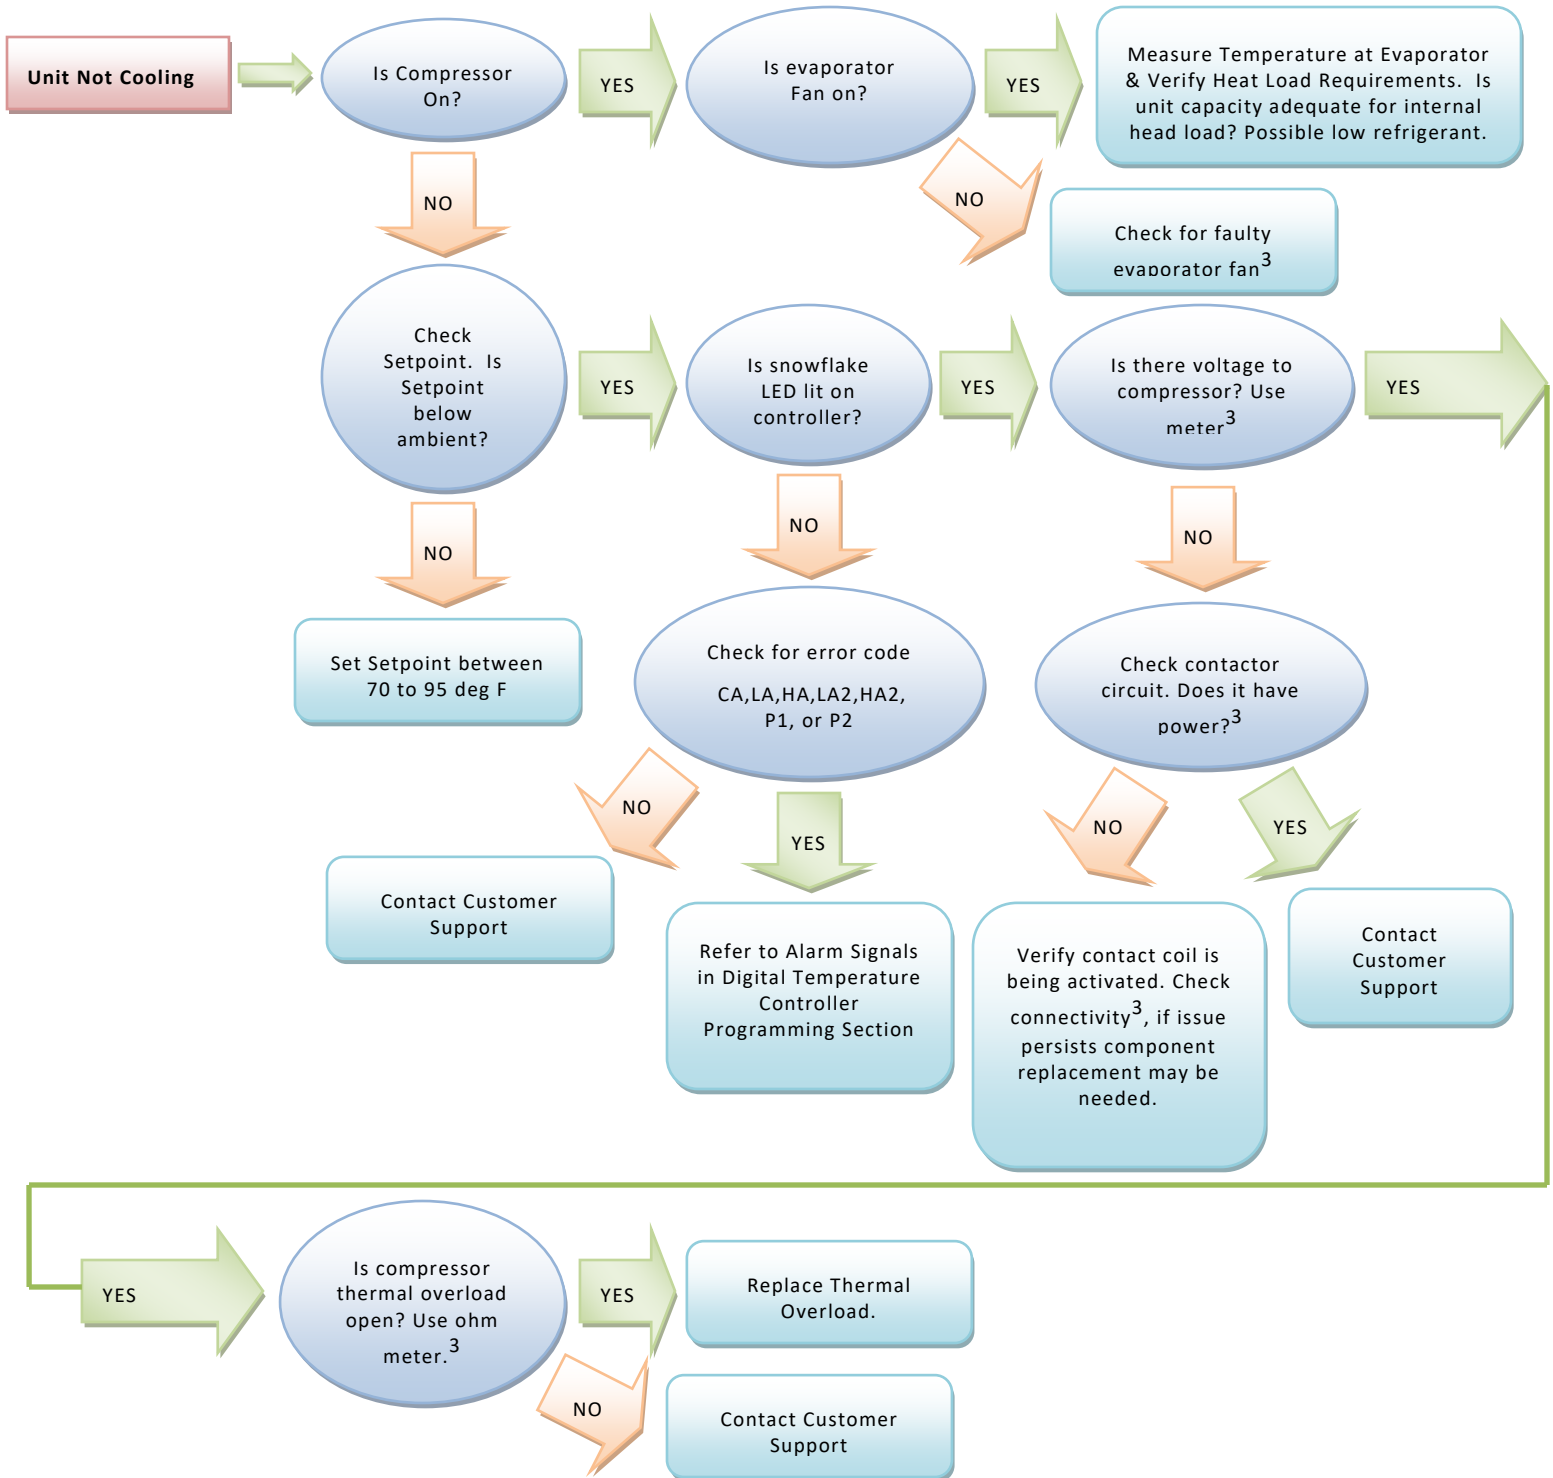 Unit Not Cooling
Is Compressor
On?
YES
Is evaporator
Fan on?
YES
Measure Temperature at Evaporator
& Verify Heat Load Requirements.  Is
unit capacity adequate for internal
head load? Possible low refrigerant.
NO
NO
Check for faulty
evaporator fan3
Check
Setpoint.  Is
Setpoint
below
ambient?
YES
Is snowflake
LED lit on
controller?
YES
Is there voltage to
compressor? Use
meter3
YES
NO
NO
NO
Set Setpoint between
70 to 95 deg F
Check for error code
CA,LA,HA,LA2,HA2,
P1, or P2
Check contactor
circuit. Does it have
power?3
NO
YES
NO
YES
Contact Customer
Support
Refer to Alarm Signals
in Digital Temperature
Controller
Programming Section
Verify contact coil is
being activated. Check
connectivity3, if issue
persists component
replacement may be
needed.
Contact
Customer
Support
YES
Is compressor
thermal overload
open? Use ohm
meter.3
YES
Replace Thermal
Overload.
NO
Contact Customer
Support